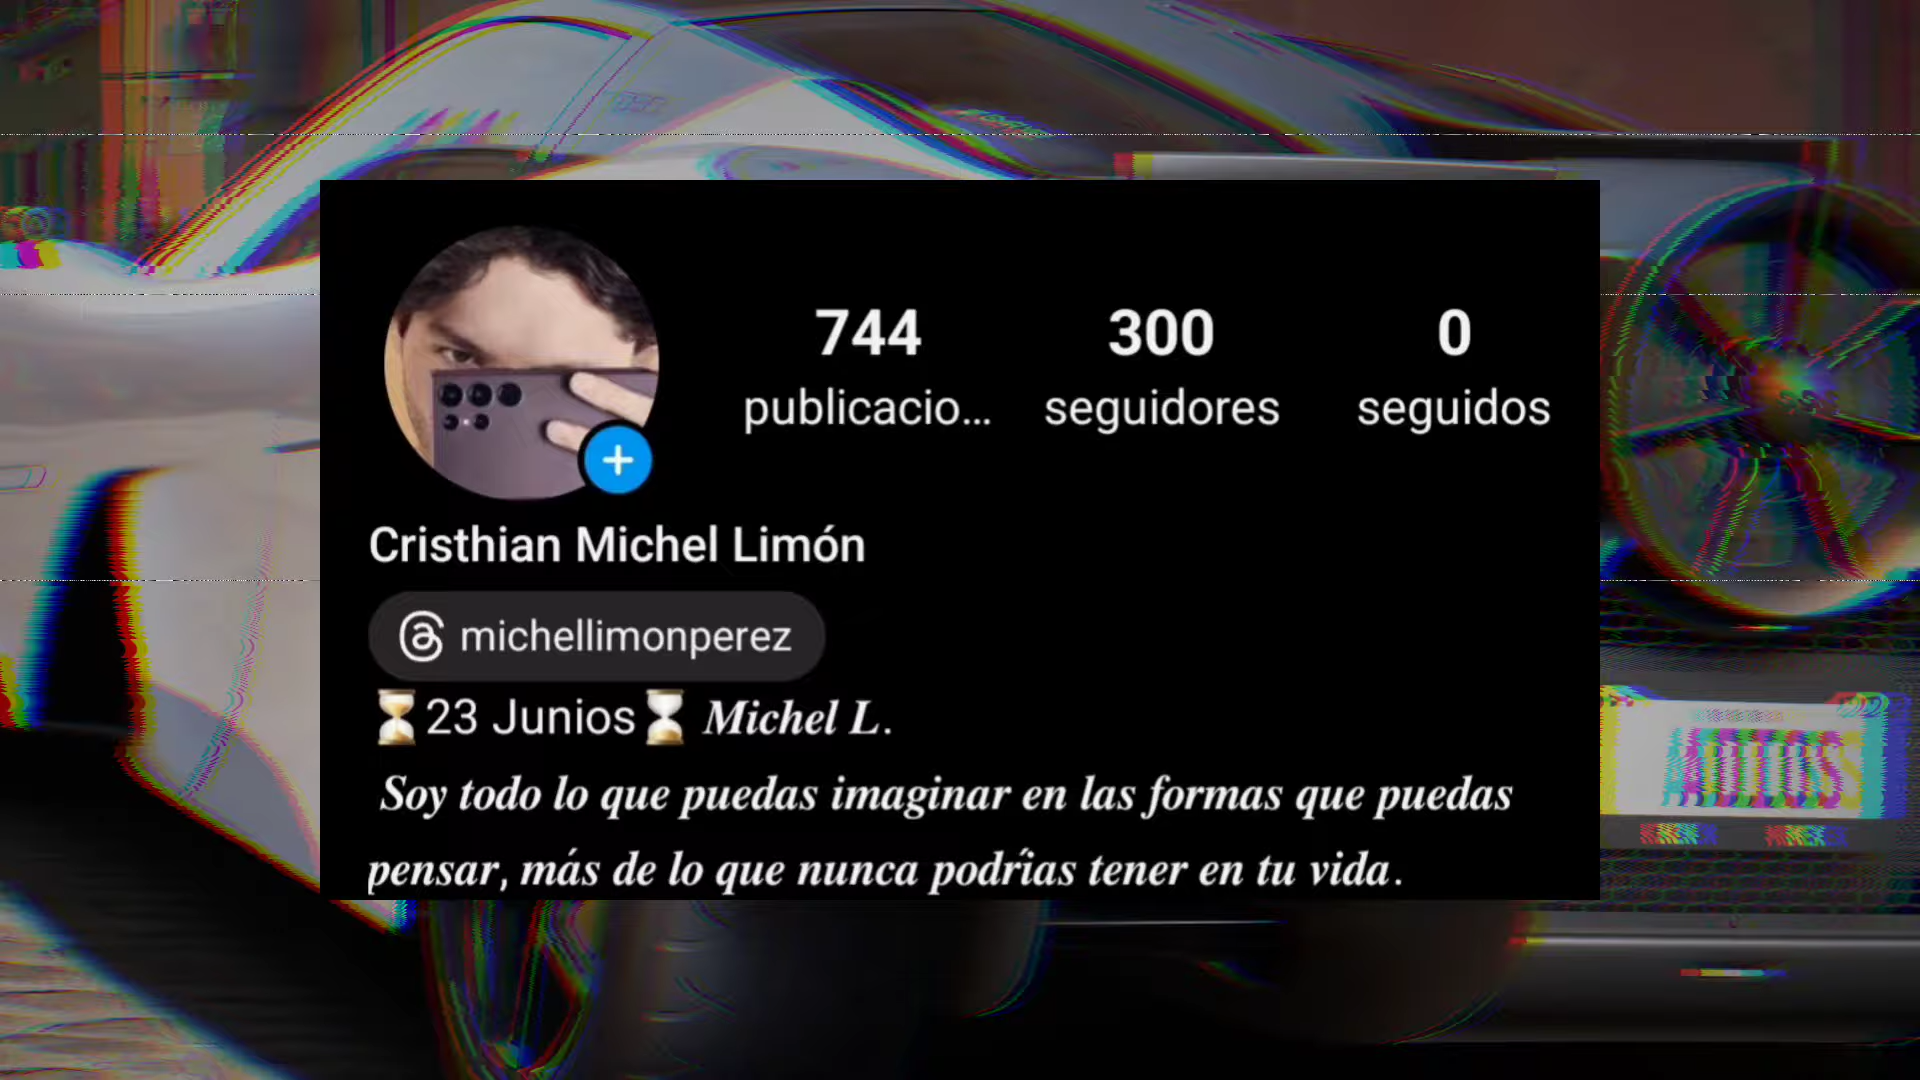 744 300 0
publicacio... seguidores seguidos
Cristhian Michel Limón
michellimonperez
⏳23 Junios⏳ Michel L.
Soy todo lo que puedas imaginar en las formas que puedas
pensar, más de lo que nunca podrías tener en tu vida.